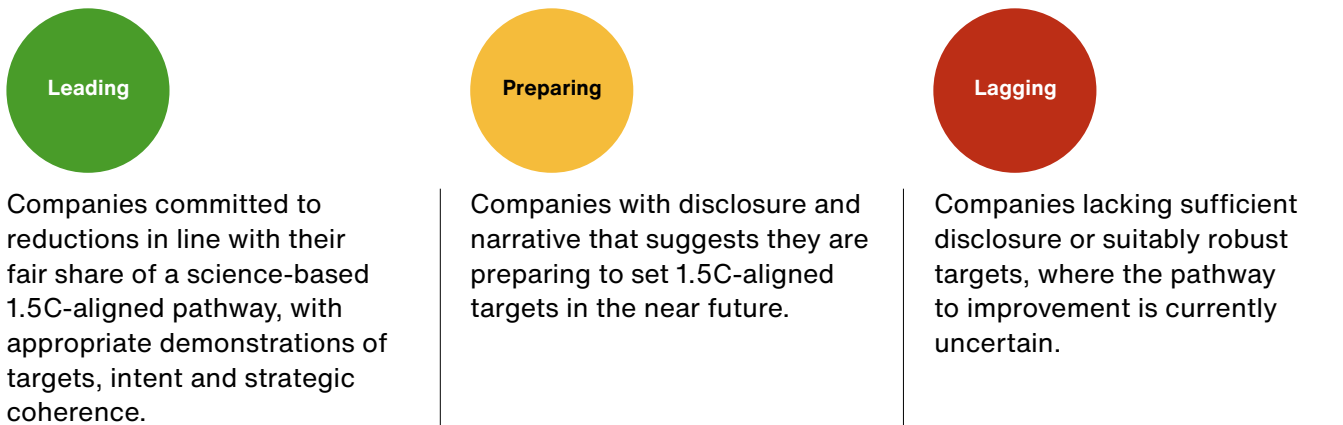 Leading
Companies committed to
reductions in line with their
fair share of a science-based
1.5C-aligned pathway, with
appropriate demonstrations of
targets, intent and strategic
coherence.
Preparing
Companies with disclosure and
narrative that suggests they are
preparing to set 1.5C-aligned
targets in the near future.
Lagging
Companies lacking sufficient
disclosure or suitably robust
targets, where the pathway
to improvement is currently
uncertain.